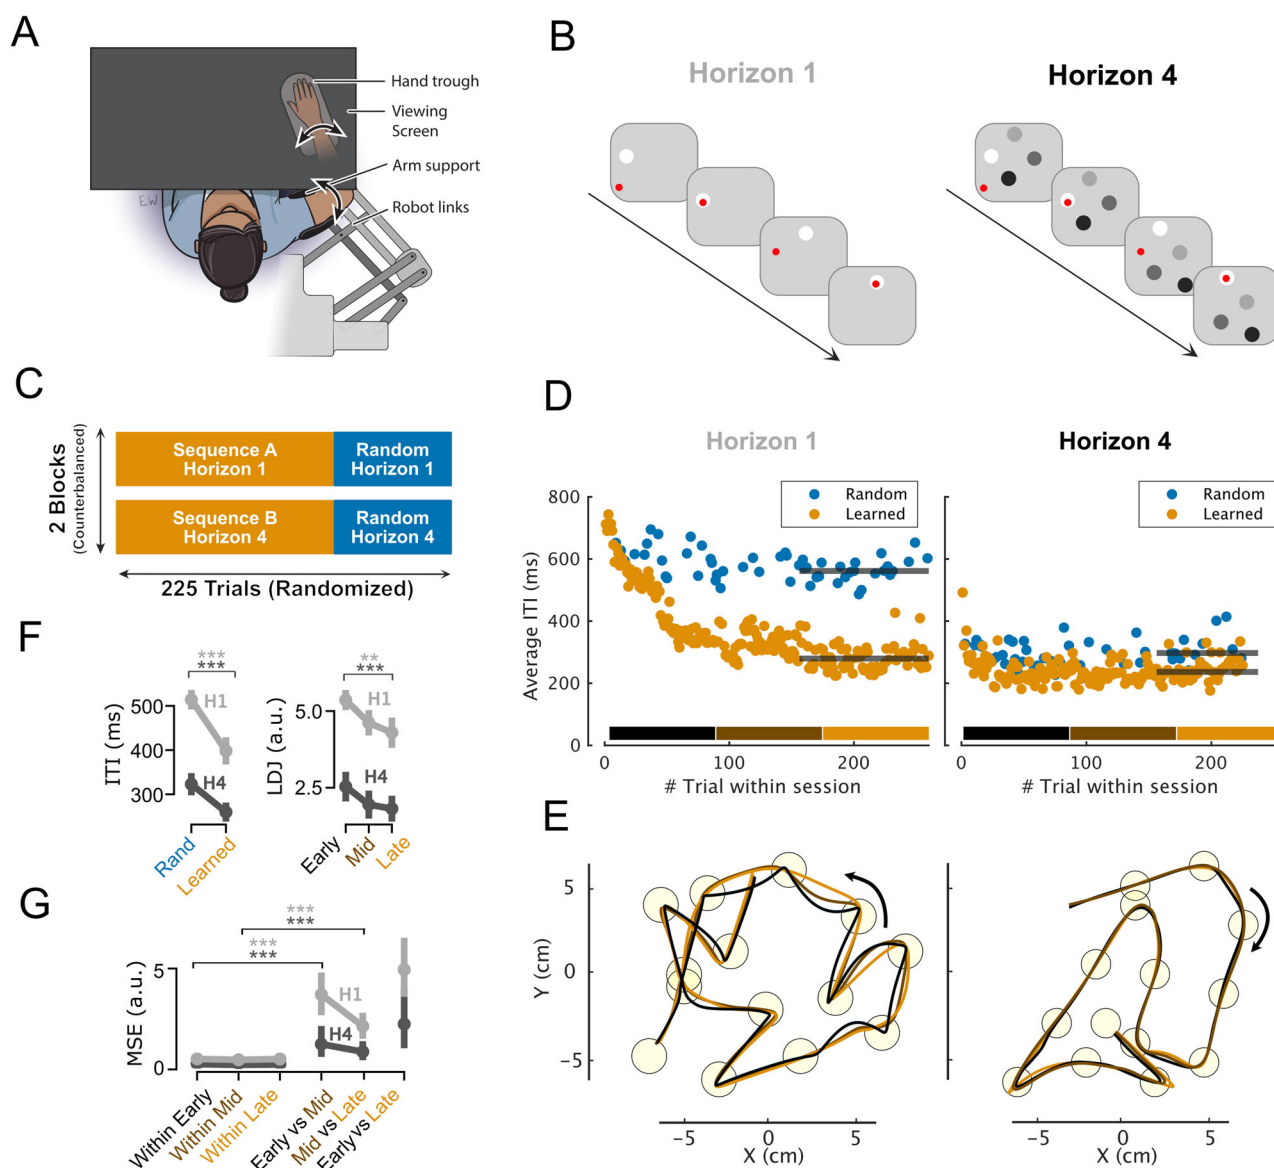 A
Hand trough
Viewing
Screen
Arm support
Robot links
E.W
B
Horizon 1
Horizon 4
C
2 Blocks
(Counterbalanced)
Sequence A
Horizon 1
Random
Horizon 1
Sequence B
Horizon 4
Random
Horizon 4
225 Trials (Randomized)
D
Horizon 1
Horizon 4
Random
Learned
Random
Learned
Average ITI (ms)
800
600
400
200
0
0
100
200
# Trial within session
0
100
200
# Trial within session
E
Y (cm)
5
0
−5
−5
0
5
X (cm)
5
0
−5
−5
0
5
X (cm)
F
ITI (ms)
500
400
300
***
***
H1
H4
Rand
Learned
LDJ (a.u.)
5.0
2.5
**
***
H1
H4
Early
Mid
Late
G
MSE (a.u.)
5
0
***
***
***
***
H1
H4
Within Early
Within Mid
Within Late
Early vs Mid
Mid vs Late
Early vs Late